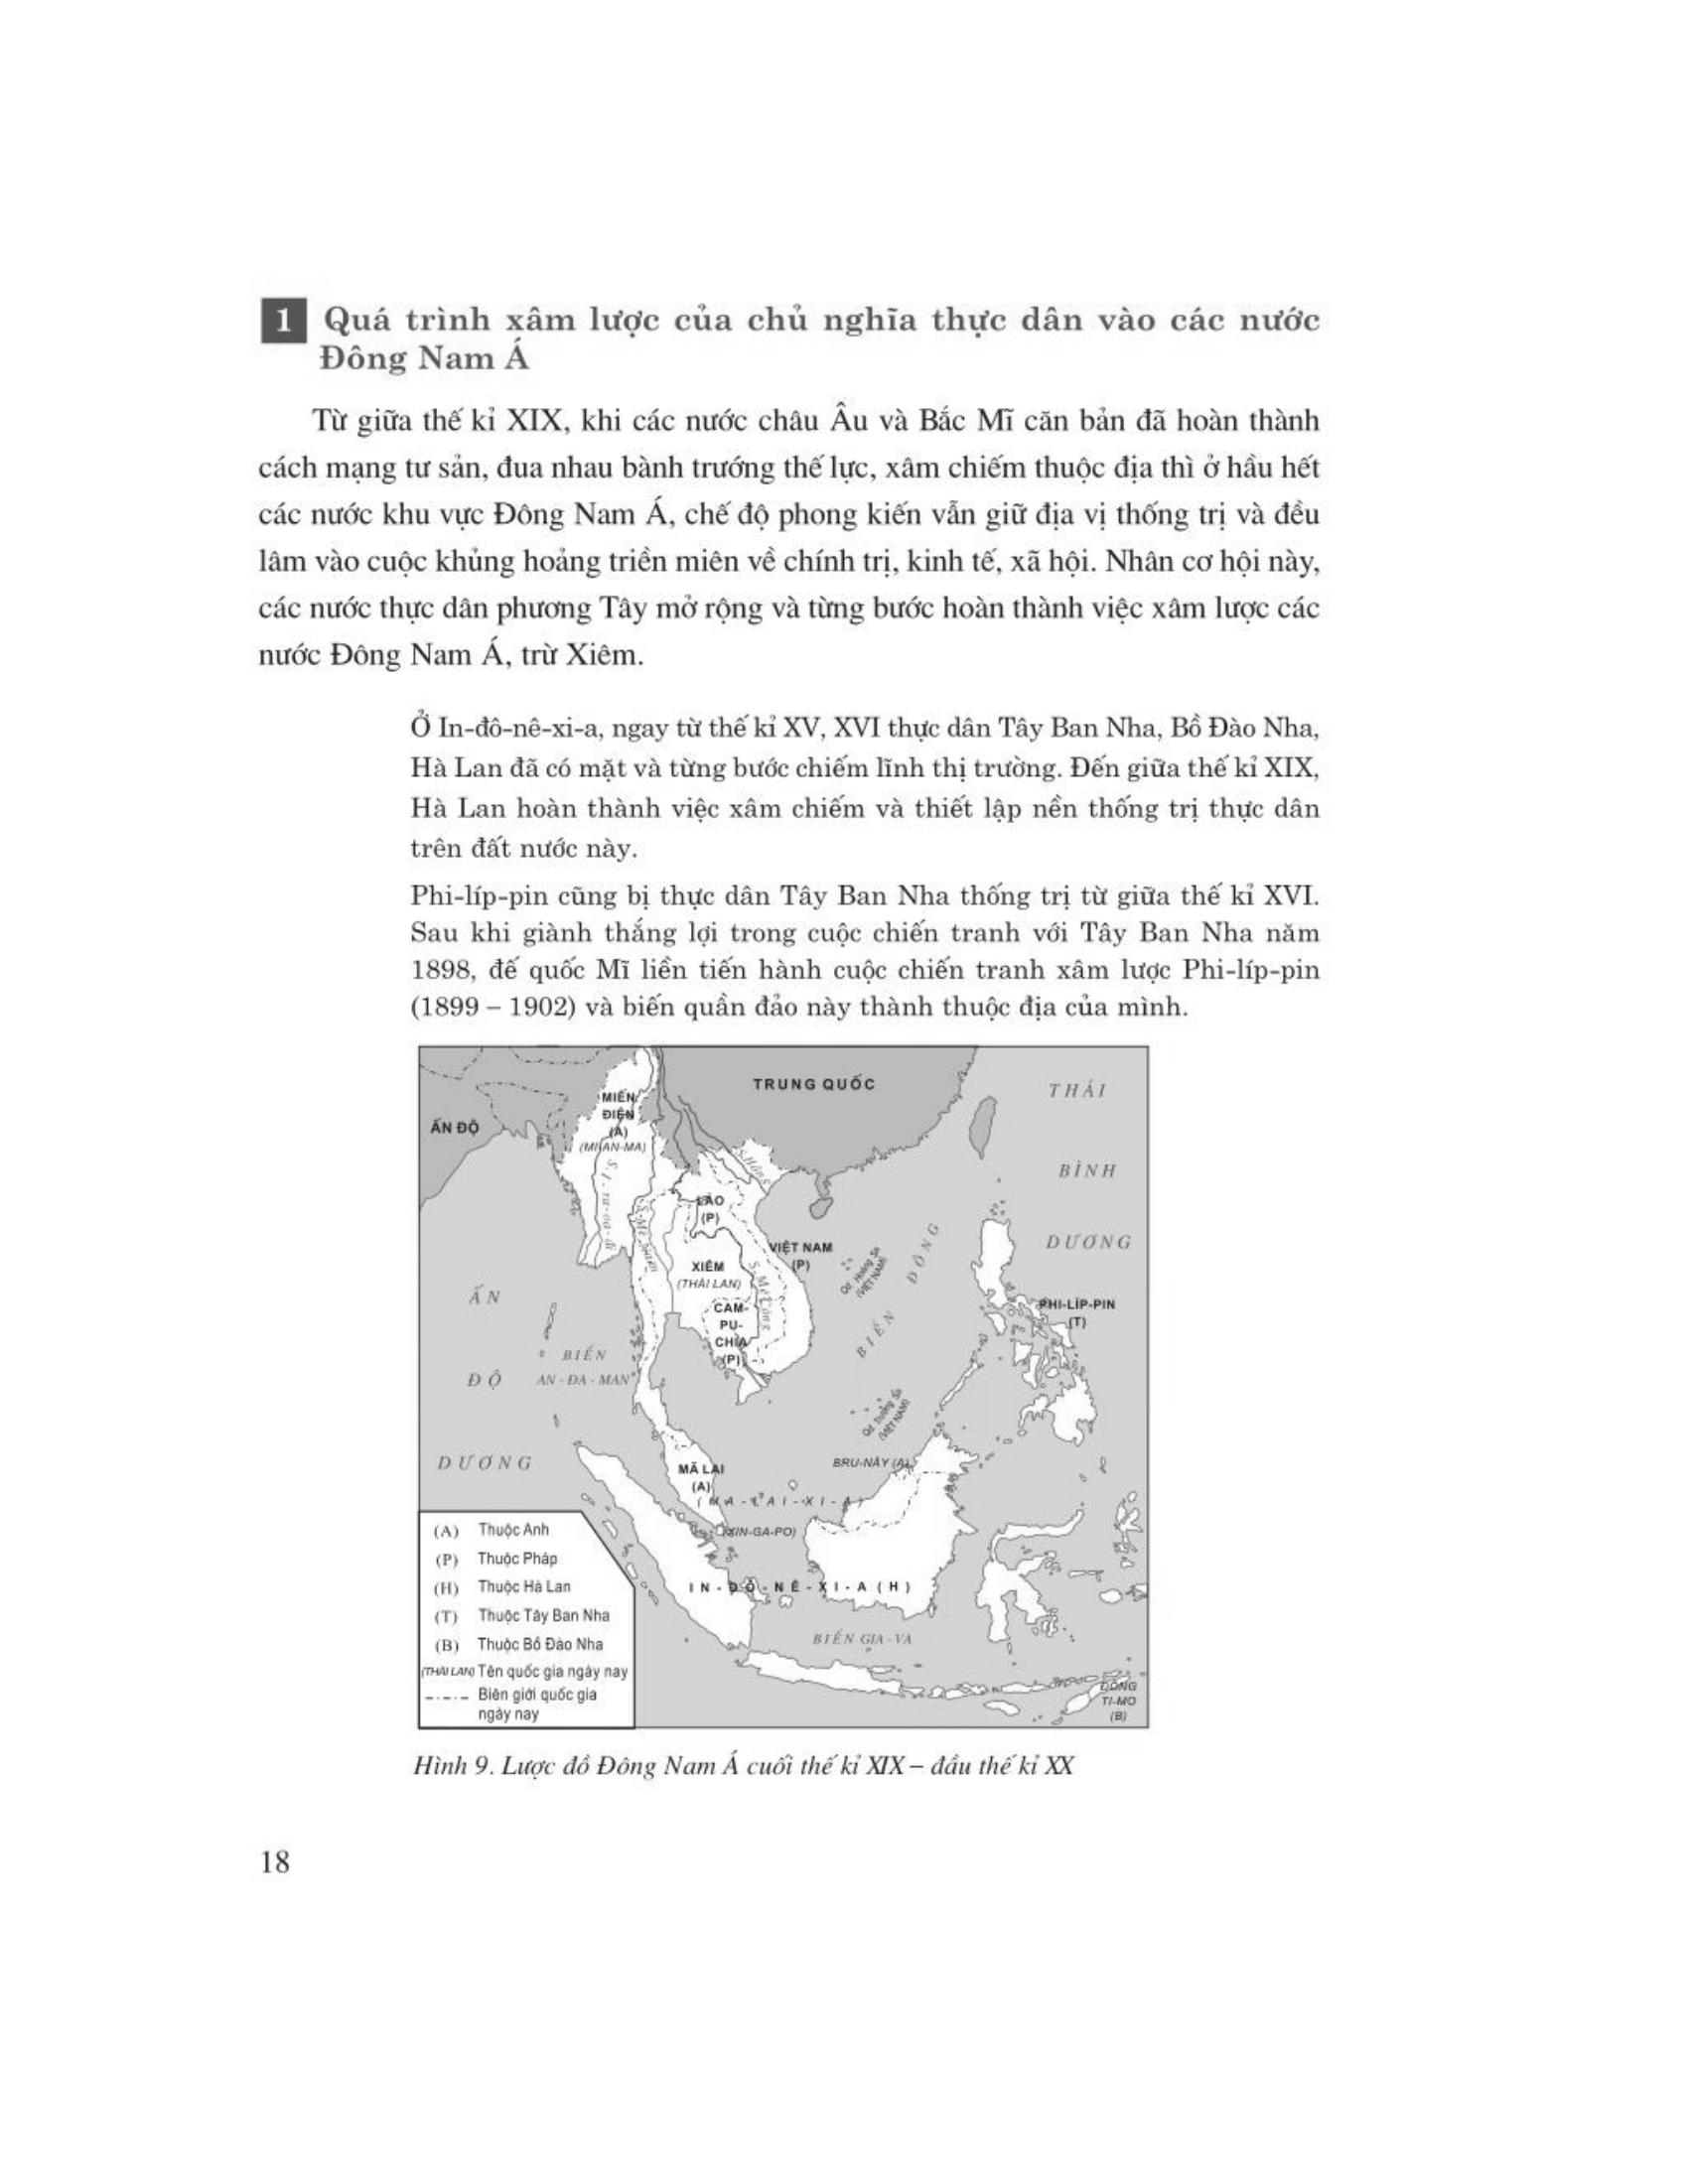 1 Quá trình xâm lược của chủ nghĩa thực dân vào các nước
Đông Nam Á
Từ giữa thế kỉ XIX, khi các nước châu Âu và Bắc Mĩ căn bản đã hoàn thành
cách mạng tư sản, đua nhau bành trướng thế lực, xâm chiếm thuộc địa thì ở hầu hết
các nước khu vực Đông Nam Á, chế độ phong kiến vẫn giữ địa vị thống trị và đều
lâm vào cuộc khủng hoảng triền miên về chính trị, kinh tế, xã hội. Nhân cơ hội này,
các nước thực dân phương Tây mở rộng và từng bước hoàn thành việc xâm lược các
nước Đông Nam Á, trừ Xiêm.
Ở In-đô-nê-xi-a, ngay từ thế kỉ XV, XVI thực dân Tây Ban Nha, Bồ Đào Nha,
Hà Lan đã có mặt và từng bước chiếm lĩnh thị trường. Đến giữa thế kỉ XIX,
Hà Lan hoàn thành việc xâm chiếm và thiết lập nền thống trị thực dân
trên đất nước này.
Phi-líp-pin cũng bị thực dân Tây Ban Nha thống trị từ giữa thế kỉ XVI.
Sau khi giành thắng lợi trong cuộc chiến tranh với Tây Ban Nha năm
1898, đế quốc Mĩ liền tiến hành cuộc chiến tranh xâm lược Phi-líp-pin
(1899 – 1902) và biến quần đảo này thành thuộc địa của mình.
TRUNG QUỐC
THÁI
BÌNH
DƯƠNG
MIẾN
ĐIỆN
(A)
(MI-AN-MA)
ẤN ĐỘ
S. Hồng
S. I-ra-oa-đi
LÀO
(P)
VIỆT NAM
(P)
XIÊM
(THÁI LAN)
S. Mê Công
Qđ. Hoàng Sa
(VIỆT NAM)
BIỂN ĐÔNG
CAM-
PU-
CHIA
(P)
PHI-LÍP-PIN
(T)
ẤN
ĐỘ
DƯƠNG
BIỂN
AN - ĐA - MAN
Qđ. Trường Sa
(VIỆT NAM)
BRU-NÂY (A)
MÃ LAI
(A)
(MA-LAI-XI-A)
(XIN-GA-PO)
IN-ĐÔ-NÊ-XI-A (H)
BIỂN GIA-VA
ĐÔNG
TI-MO
(B)
(A) Thuộc Anh
(P) Thuộc Pháp
(H) Thuộc Hà Lan
(T) Thuộc Tây Ban Nha
(B) Thuộc Bồ Đào Nha
(THÁI LAN) Tên quốc gia ngày nay
Biên giới quốc gia
ngày nay
Hình 9. Lược đồ Đông Nam Á cuối thế kỉ XIX – đầu thế kỉ XX
18